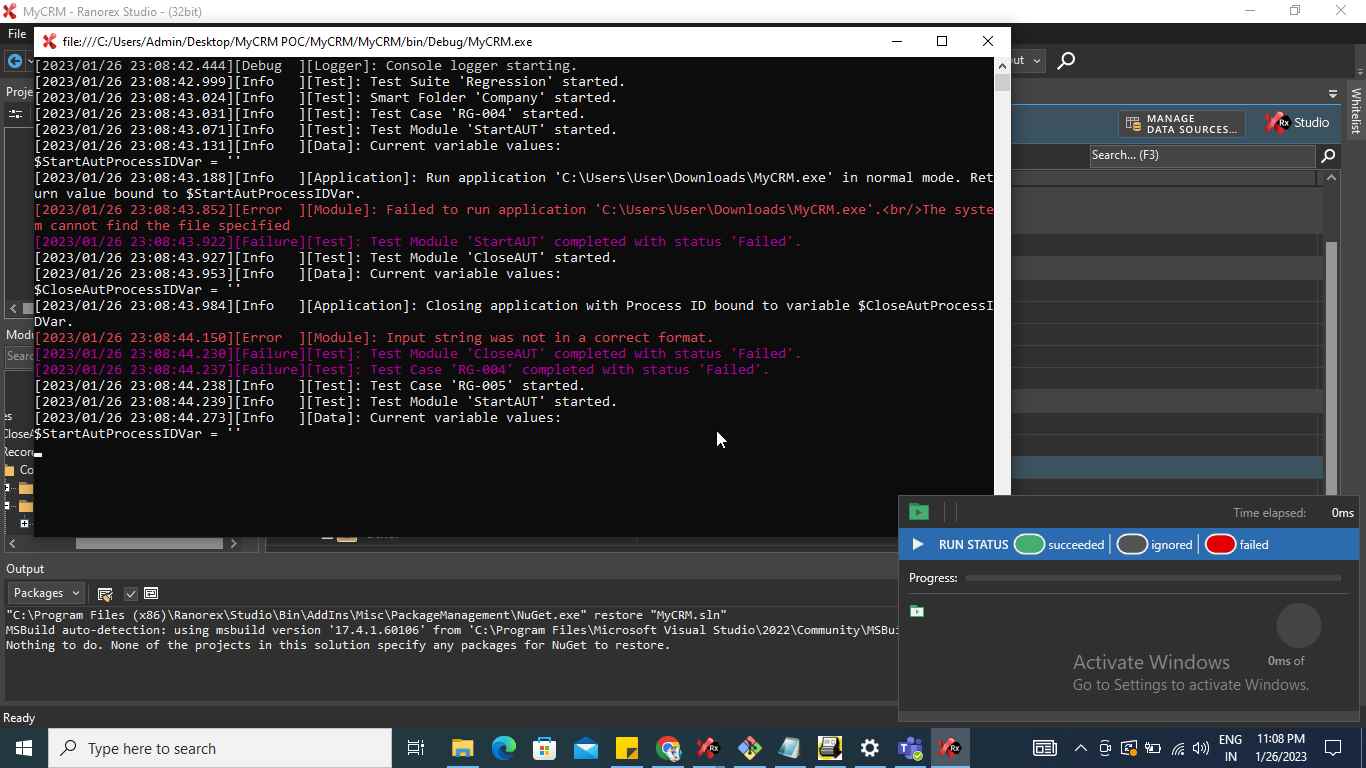 MyCRM - Ranorex Studio - (32bit)
File
file:///C:/Users/Admin/Desktop/MyCRM POC/MyCRM/MyCRM/bin/Debug/MyCRM.exe
[2023/01/26 23:08:42.444][Debug  ][Logger]: Console logger starting.
[2023/01/26 23:08:42.999][Info   ][Test]: Test Suite 'Regression' started.
[2023/01/26 23:08:43.024][Info   ][Test]: Smart Folder 'Company' started.
[2023/01/26 23:08:43.031][Info   ][Test]: Test Case 'RG-004' started.
[2023/01/26 23:08:43.071][Info   ][Test]: Test Module 'StartAUT' started.
[2023/01/26 23:08:43.131][Info   ][Data]: Current variable values:
$StartAutProcessIDVar = ''
[2023/01/26 23:08:43.188][Info   ][Application]: Run application 'C:\Users\User\Downloads\MyCRM.exe' in normal mode. Ret
urn value bound to $StartAutProcessIDVar.
[2023/01/26 23:08:43.852][Error  ][Module]: Failed to run application 'C:\Users\User\Downloads\MyCRM.exe'.<br/>The syste
m cannot find the file specified
[2023/01/26 23:08:43.922][Failure][Test]: Test Module 'StartAUT' completed with status 'Failed'.
[2023/01/26 23:08:43.927][Info   ][Test]: Test Module 'CloseAUT' started.
[2023/01/26 23:08:43.953][Info   ][Data]: Current variable values:
$CloseAutProcessIDVar = ''
[2023/01/26 23:08:43.984][Info   ][Application]: Closing application with Process ID bound to variable $CloseAutProcessI
DVar.
[2023/01/26 23:08:44.150][Error  ][Module]: Input string was not in a correct format.
[2023/01/26 23:08:44.230][Failure][Test]: Test Module 'CloseAUT' completed with status 'Failed'.
[2023/01/26 23:08:44.237][Failure][Test]: Test Case 'RG-004' completed with status 'Failed'.
[2023/01/26 23:08:44.238][Info   ][Test]: Test Case 'RG-005' started.
[2023/01/26 23:08:44.239][Info   ][Test]: Test Module 'StartAUT' started.
[2023/01/26 23:08:44.273][Info   ][Data]: Current variable values:
$StartAutProcessIDVar = ''
Proje
Modu
Searc
es
CloseA
Recor
Co
out
Whitelist
MANAGE
DATA SOURCES...
Rx Studio
Search... (F3)
Time elapsed: 0ms
RUN STATUS succeeded ignored failed
Progress:
0ms of
Activate Windows
Go to Settings to activate Windows.
Output
Packages
"C:\Program Files (x86)\Ranorex\Studio\Bin\AddIns\Misc\PackageManagement\NuGet.exe" restore "MyCRM.sln"
MSBuild auto-detection: using msbuild version '17.4.1.60106' from 'C:\Program Files\Microsoft Visual Studio\2022\Community\MSBui
Nothing to do. None of the projects in this solution specify any packages for NuGet to restore.
Ready
Type here to search
ENG
IN
11:08 PM
1/26/2023